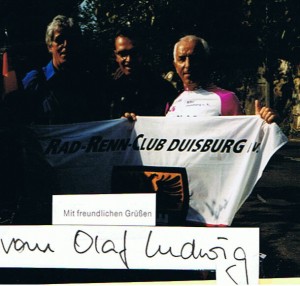 RAD-RENN-CLUB DUISBURG e.V.
Mit freundlichen Grüßen
vom Olaf Ludwig